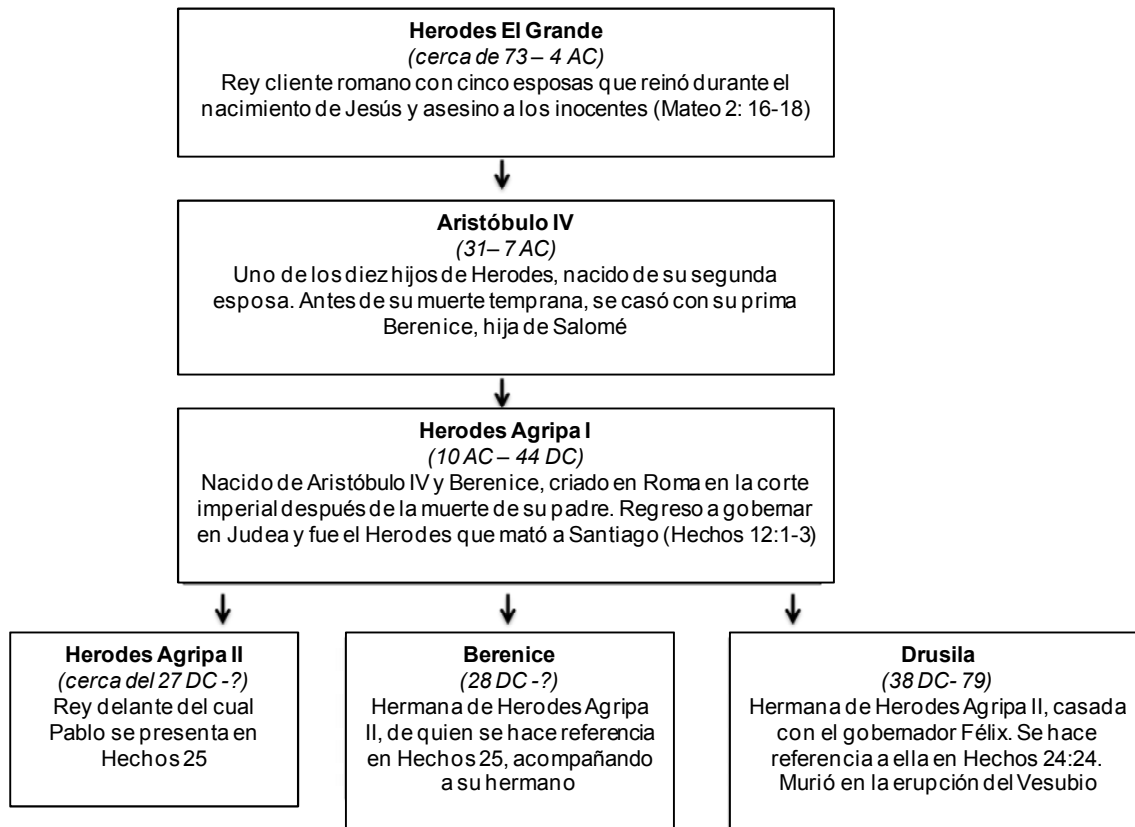 Herodes El Grande
(cerca de 73 – 4 AC)
Rey cliente romano con cinco esposas que reinó durante el
nacimiento de Jesús y asesino a los inocentes (Mateo 2: 16-18)
Aristóbulo IV
(31– 7 AC)
Uno de los diez hijos de Herodes, nacido de su segunda
esposa. Antes de su muerte temprana, se casó con su prima
Berenice, hija de Salomé
Herodes Agripa I
(10 AC – 44 DC)
Nacido de Aristóbulo IV y Berenice, criado en Roma en la corte
imperial después de la muerte de su padre. Regreso a gobernar
en Judea y fue el Herodes que mató a Santiago (Hechos 12:1-3)
Herodes Agripa II
(cerca del 27 DC -?)
Rey delante del cual
Pablo se presenta en
Hechos 25
Berenice
(28 DC -?)
Hermana de Herodes Agripa
II, de quien se hace referencia
en Hechos 25, acompañando
a su hermano
Drusila
(38 DC- 79)
Hermana de Herodes Agripa II, casada
con el gobernador Félix. Se hace
referencia a ella en Hechos 24:24.
Murió en la erupción del Vesubio